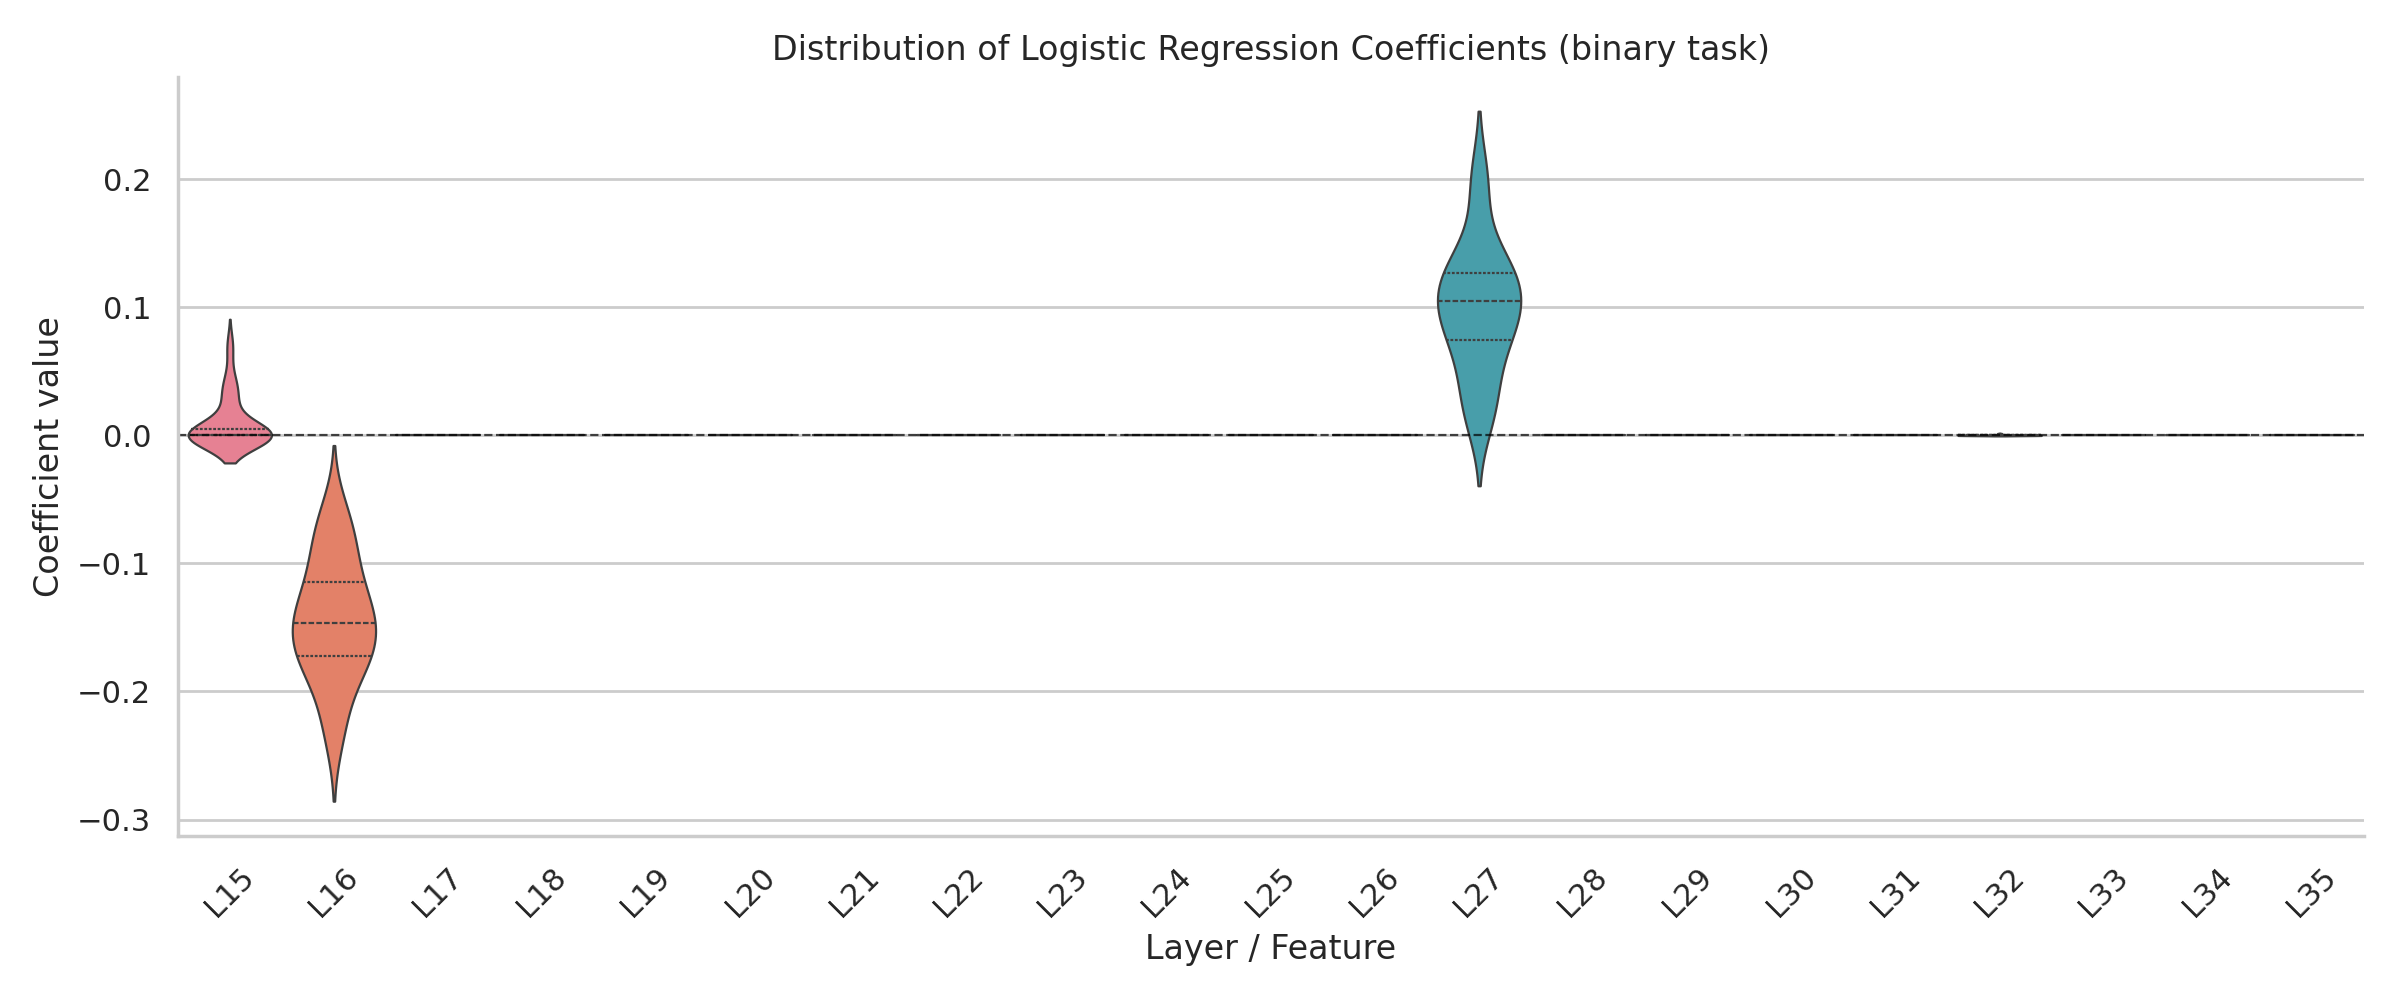 Distribution of Logistic Regression Coefficients (binary task)
Coefficient value
0.2
0.1
0.0
−0.1
−0.2
−0.3
L15 L16 L17 L18 L19 L20 L21 L22 L23 L24 L25 L26 L27 L28 L29 L30 L31 L32 L33 L34 L35
Layer / Feature